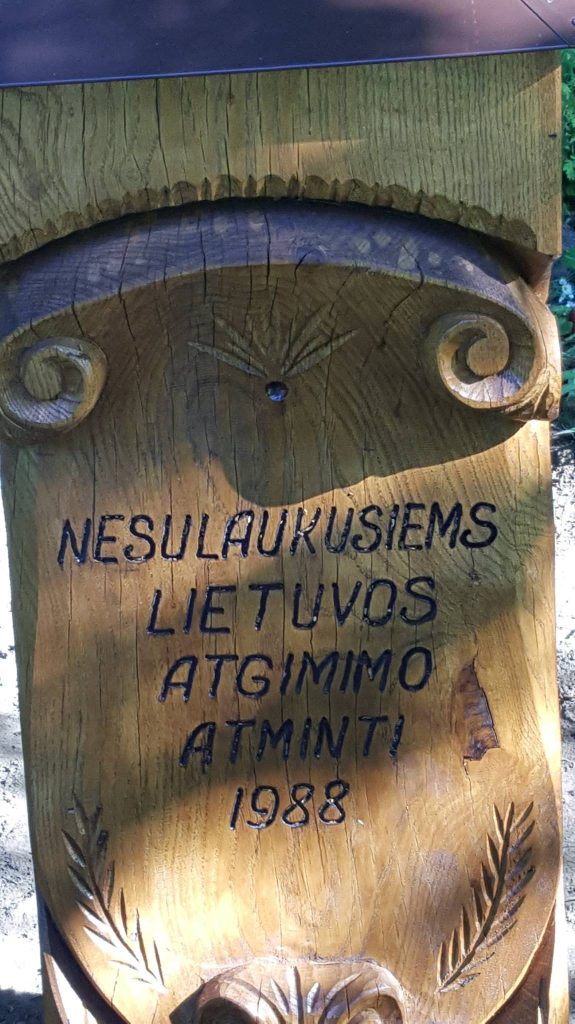 NESULAUKUSIEMS
LIETUVOS
ATGIMIMO
ATMINTI
1988